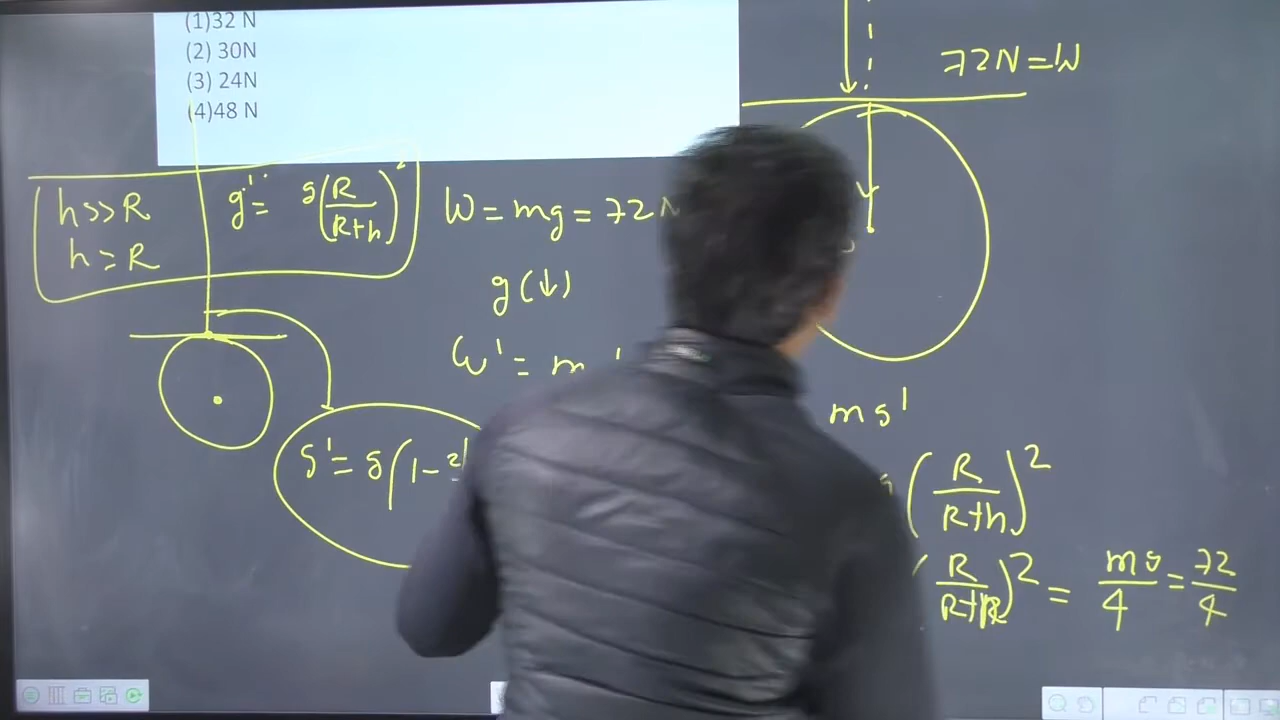 (1)32 N
(2) 30N
(3) 24N
(4)48 N
72N=W
h>>R
h=R
g'= g(R/R+h)²
W=mg=72N
g(↓)
W'= m
g'=g(1-2
mg'
(R/R+h)²
(R/R+R)² = mg/4 = 72/4